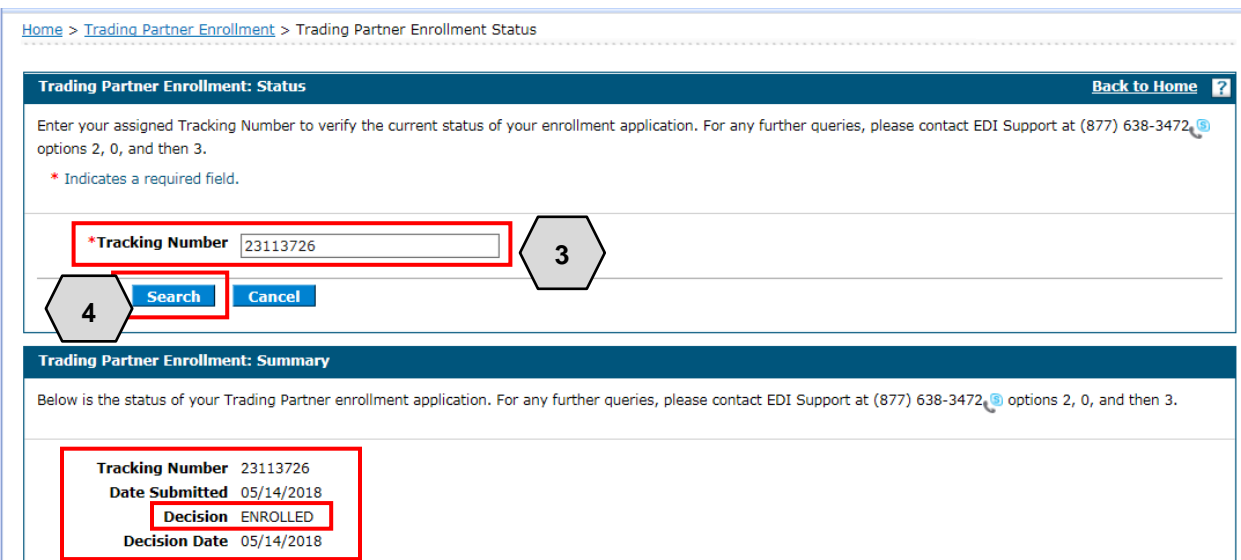 Home > Trading Partner Enrollment > Trading Partner Enrollment Status
Trading Partner Enrollment: Status Back to Home ?
Enter your assigned Tracking Number to verify the current status of your enrollment application. For any further queries, please contact EDI Support at (877) 638-3472
options 2, 0, and then 3.
* Indicates a required field.
*Tracking Number 23113726
3
4
Search Cancel
Trading Partner Enrollment: Summary
Below is the status of your Trading Partner enrollment application. For any further queries, please contact EDI Support at (877) 638-3472 options 2, 0, and then 3.
Tracking Number 23113726
Date Submitted 05/14/2018
Decision ENROLLED
Decision Date 05/14/2018